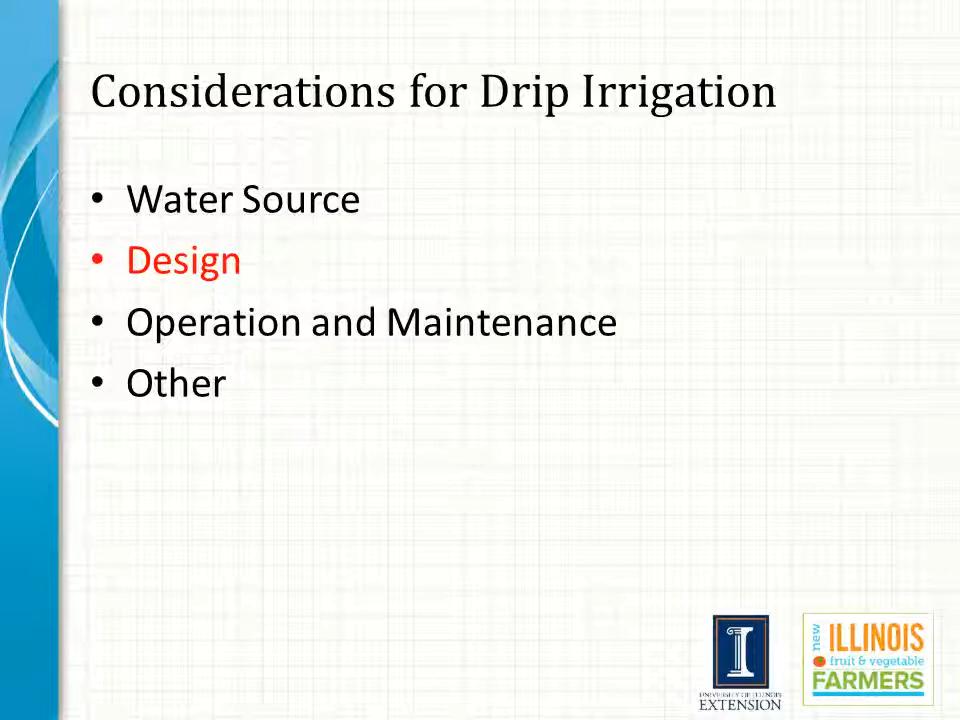 Considerations for Drip Irrigation
• Water Source
• Design
• Operation and Maintenance
• Other
I
UNIVERSITY OF ILLINOIS
EXTENSION
new
ILLINOIS
fruit & vegetable
FARMERS